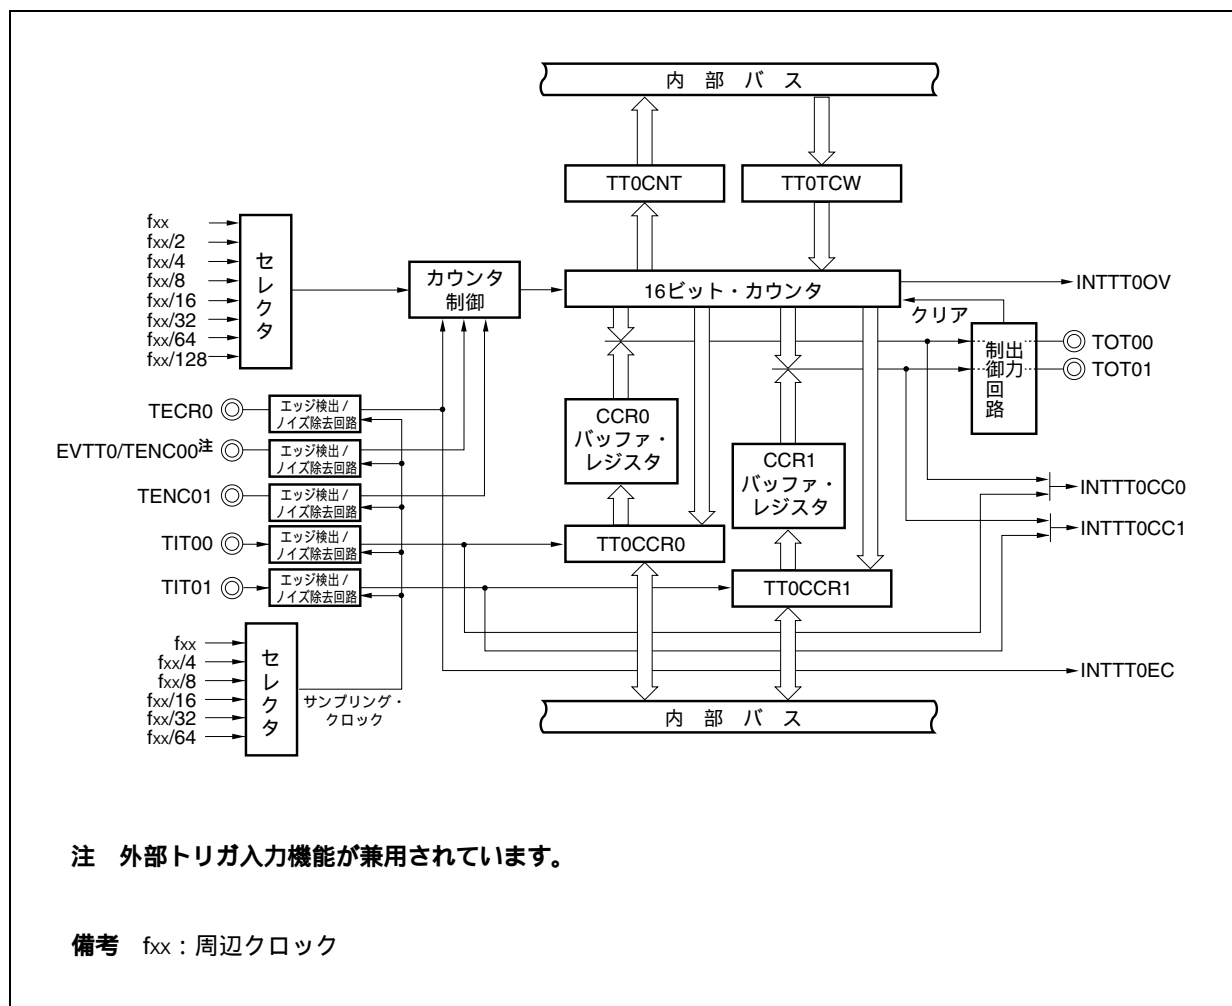 内 部 バ ス
TT0CNT
TT0TCW
fxx
fxx/2
fxx/4
fxx/8
fxx/16
fxx/32
fxx/64
fxx/128
セレクタ
カウンタ
制御
16ビット・カウンタ
INTTT0OV
クリア
出力
制御回路
TOT00
TOT01
TECR0
エッジ検出/
ノイズ除去回路
EVTT0/TENC00注
エッジ検出/
ノイズ除去回路
TENC01
エッジ検出/
ノイズ除去回路
TIT00
エッジ検出/
ノイズ除去回路
TIT01
エッジ検出/
ノイズ除去回路
CCR0
バッファ・
レジスタ
CCR1
バッファ・
レジスタ
TT0CCR0
TT0CCR1
INTTT0CC0
INTTT0CC1
INTTT0EC
fxx
fxx/4
fxx/8
fxx/16
fxx/32
fxx/64
セレクタ
サンプリング・
クロック
内 部 バ ス
注 外部トリガ入力機能が兼用されています。
備考 fxx:周辺クロック